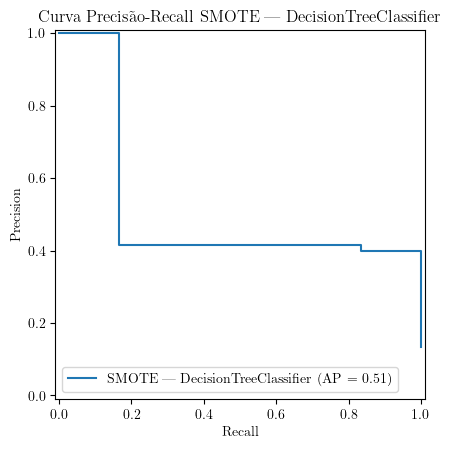 Curva Precisão-Recall SMOTE — DecisionTreeClassifier
1.0
0.8
0.6
0.4
0.2
0.0
Precision
SMOTE — DecisionTreeClassifier (AP = 0.51)
0.0 0.2 0.4 0.6 0.8 1.0
Recall